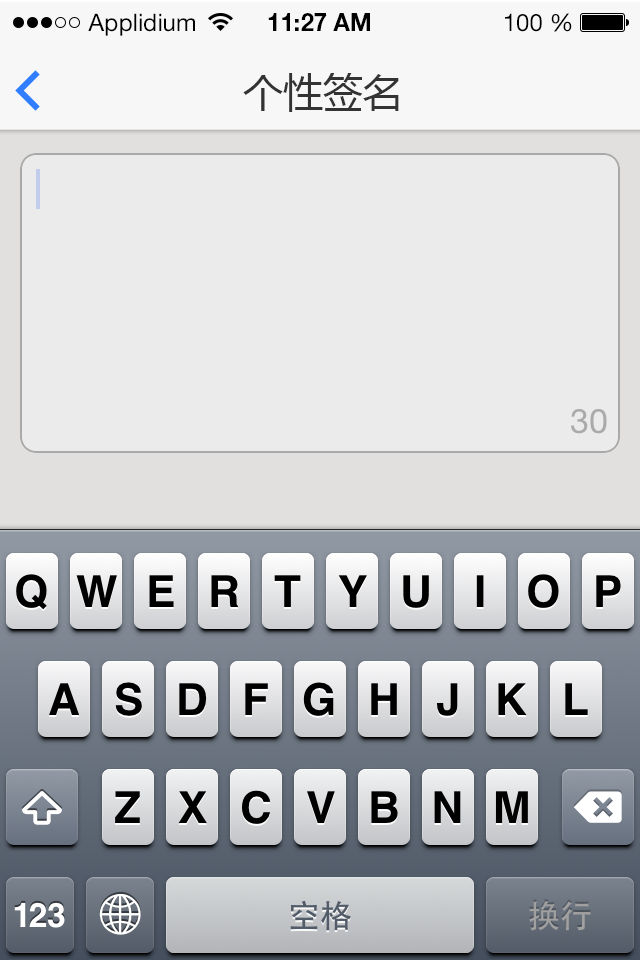 Applidium 11:27 AM 100 %
个性签名
30
Q W E R T Y U I O P
A S D F G H J K L
Z X C V B N M
123 空格 换行